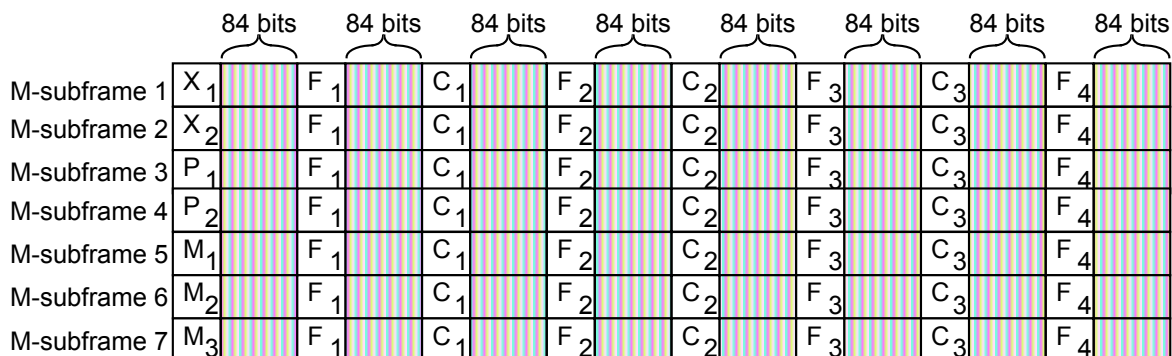 84 bits 84 bits 84 bits 84 bits 84 bits 84 bits 84 bits 84 bits
M-subframe 1 X1 F1 C1 F2 C2 F3 C3 F4
M-subframe 2 X2 F1 C1 F2 C2 F3 C3 F4
M-subframe 3 P1 F1 C1 F2 C2 F3 C3 F4
M-subframe 4 P2 F1 C1 F2 C2 F3 C3 F4
M-subframe 5 M1 F1 C1 F2 C2 F3 C3 F4
M-subframe 6 M2 F1 C1 F2 C2 F3 C3 F4
M-subframe 7 M3 F1 C1 F2 C2 F3 C3 F4